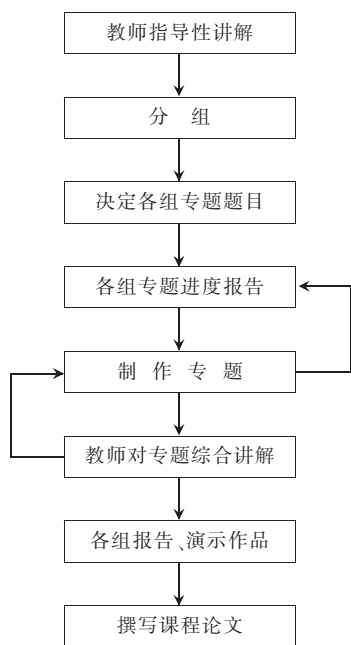 教师指导性讲解
分 组
决定各组专题题目
各组专题进度报告
制 作 专 题
教师对专题综合讲解
各组报告、演示作品
撰写课程论文